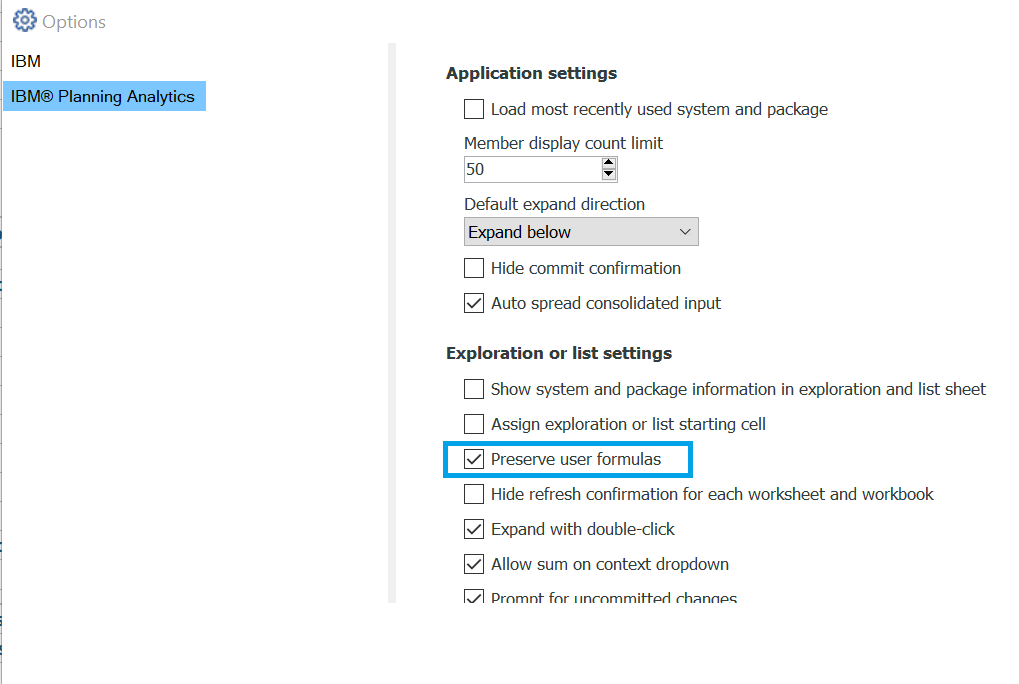 Options
IBM
IBM® Planning Analytics
Application settings
Load most recently used system and package
Member display count limit
50
Default expand direction
Expand below
Hide commit confirmation
Auto spread consolidated input
Exploration or list settings
Show system and package information in exploration and list sheet
Assign exploration or list starting cell
Preserve user formulas
Hide refresh confirmation for each worksheet and workbook
Expand with double-click
Allow sum on context dropdown
Prompt for uncommitted changes